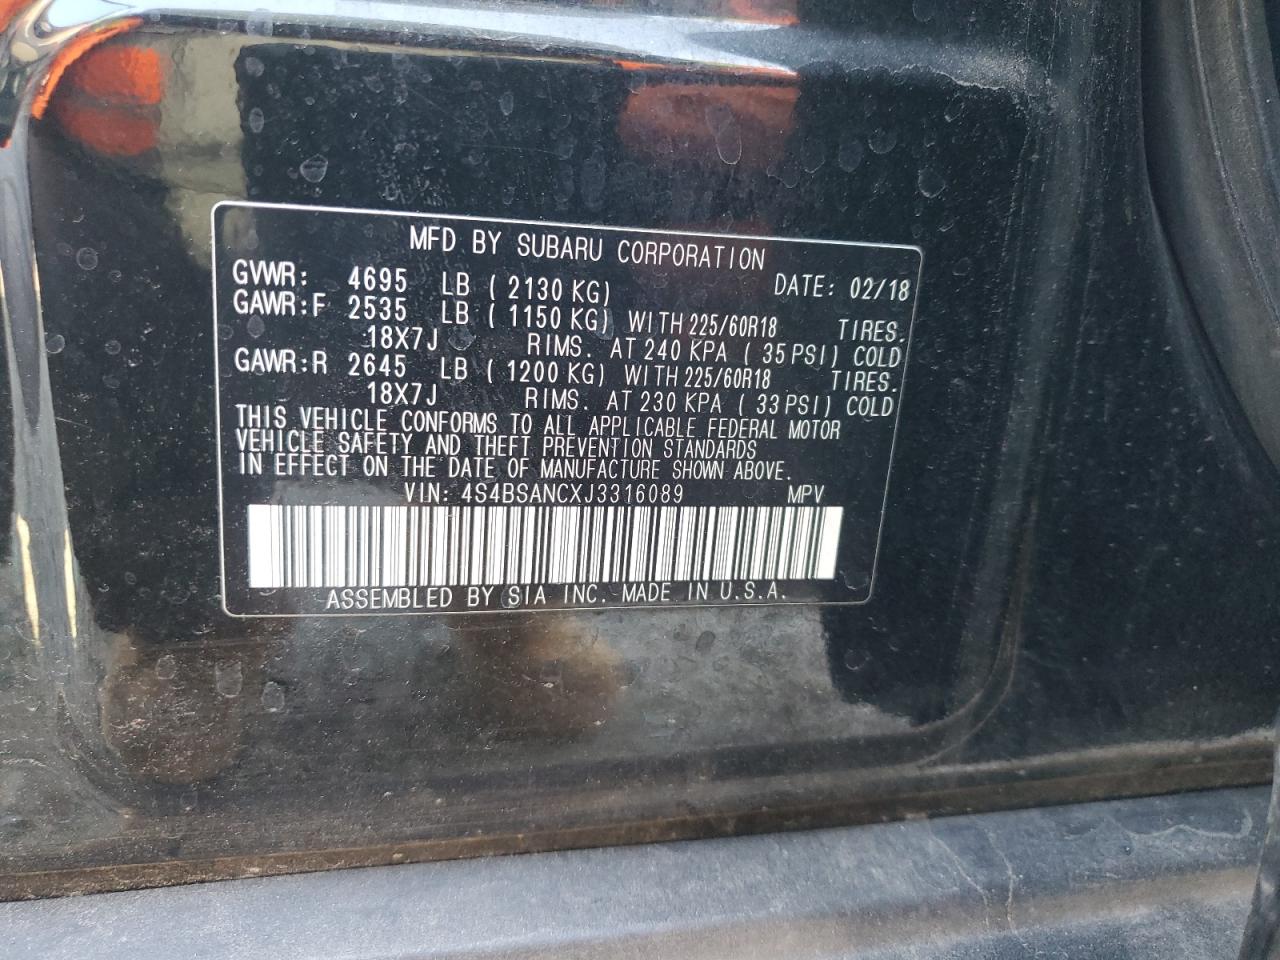 MFD BY SUBARU CORPORATION
GVWR: 4695 LB ( 2130 KG) DATE: 02/18
GAWR:F 2535 LB ( 1150 KG) WITH 225/60R18 TIRES.
18X7J RIMS. AT 240 KPA ( 35 PSI) COLD
GAWR:R 2645 LB ( 1200 KG) WITH 225/60R18 TIRES.
18X7J RIMS. AT 230 KPA ( 33 PSI) COLD
THIS VEHICLE CONFORMS TO ALL APPLICABLE FEDERAL MOTOR
VEHICLE SAFETY AND THEFT PREVENTION STANDARDS
IN EFFECT ON THE DATE OF MANUFACTURE SHOWN ABOVE.
VIN: 4S4BSANCXJ3316089 MPV
ASSEMBLED BY SIA INC. MADE IN U.S.A.